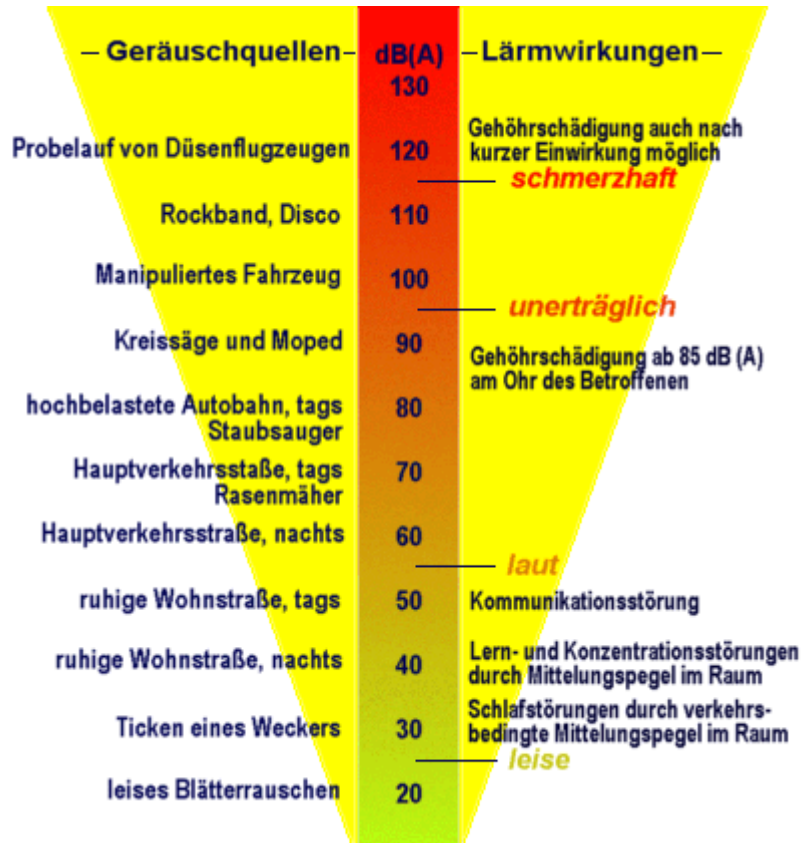 Geräuschquellen dB(A) Lärmwirkungen
130
Probelauf von Düsenflugzeugen 120 Gehöhrschädigung auch nach
kurzer Einwirkung möglich
schmerzhaft
Rockband, Disco 110
Manipuliertes Fahrzeug 100
unerträglich
Kreissäge und Moped 90
Gehöhrschädigung ab 85 dB (A)
am Ohr des Betroffenen
hochbelastete Autobahn, tags 80
Staubsauger
Hauptverkehrsstaße, tags 70
Rasenmäher
Hauptverkehrsstraße, nachts 60
laut
ruhige Wohnstraße, tags 50 Kommunikationsstörung
ruhige Wohnstraße, nachts 40 Lern- und Konzentrationsstörungen
durch Mittelungspegel im Raum
Ticken eines Weckers 30 Schlafstörungen durch verkehrs-
bedingte Mittelungspegel im Raum
leise
leises Blätterrauschen 20